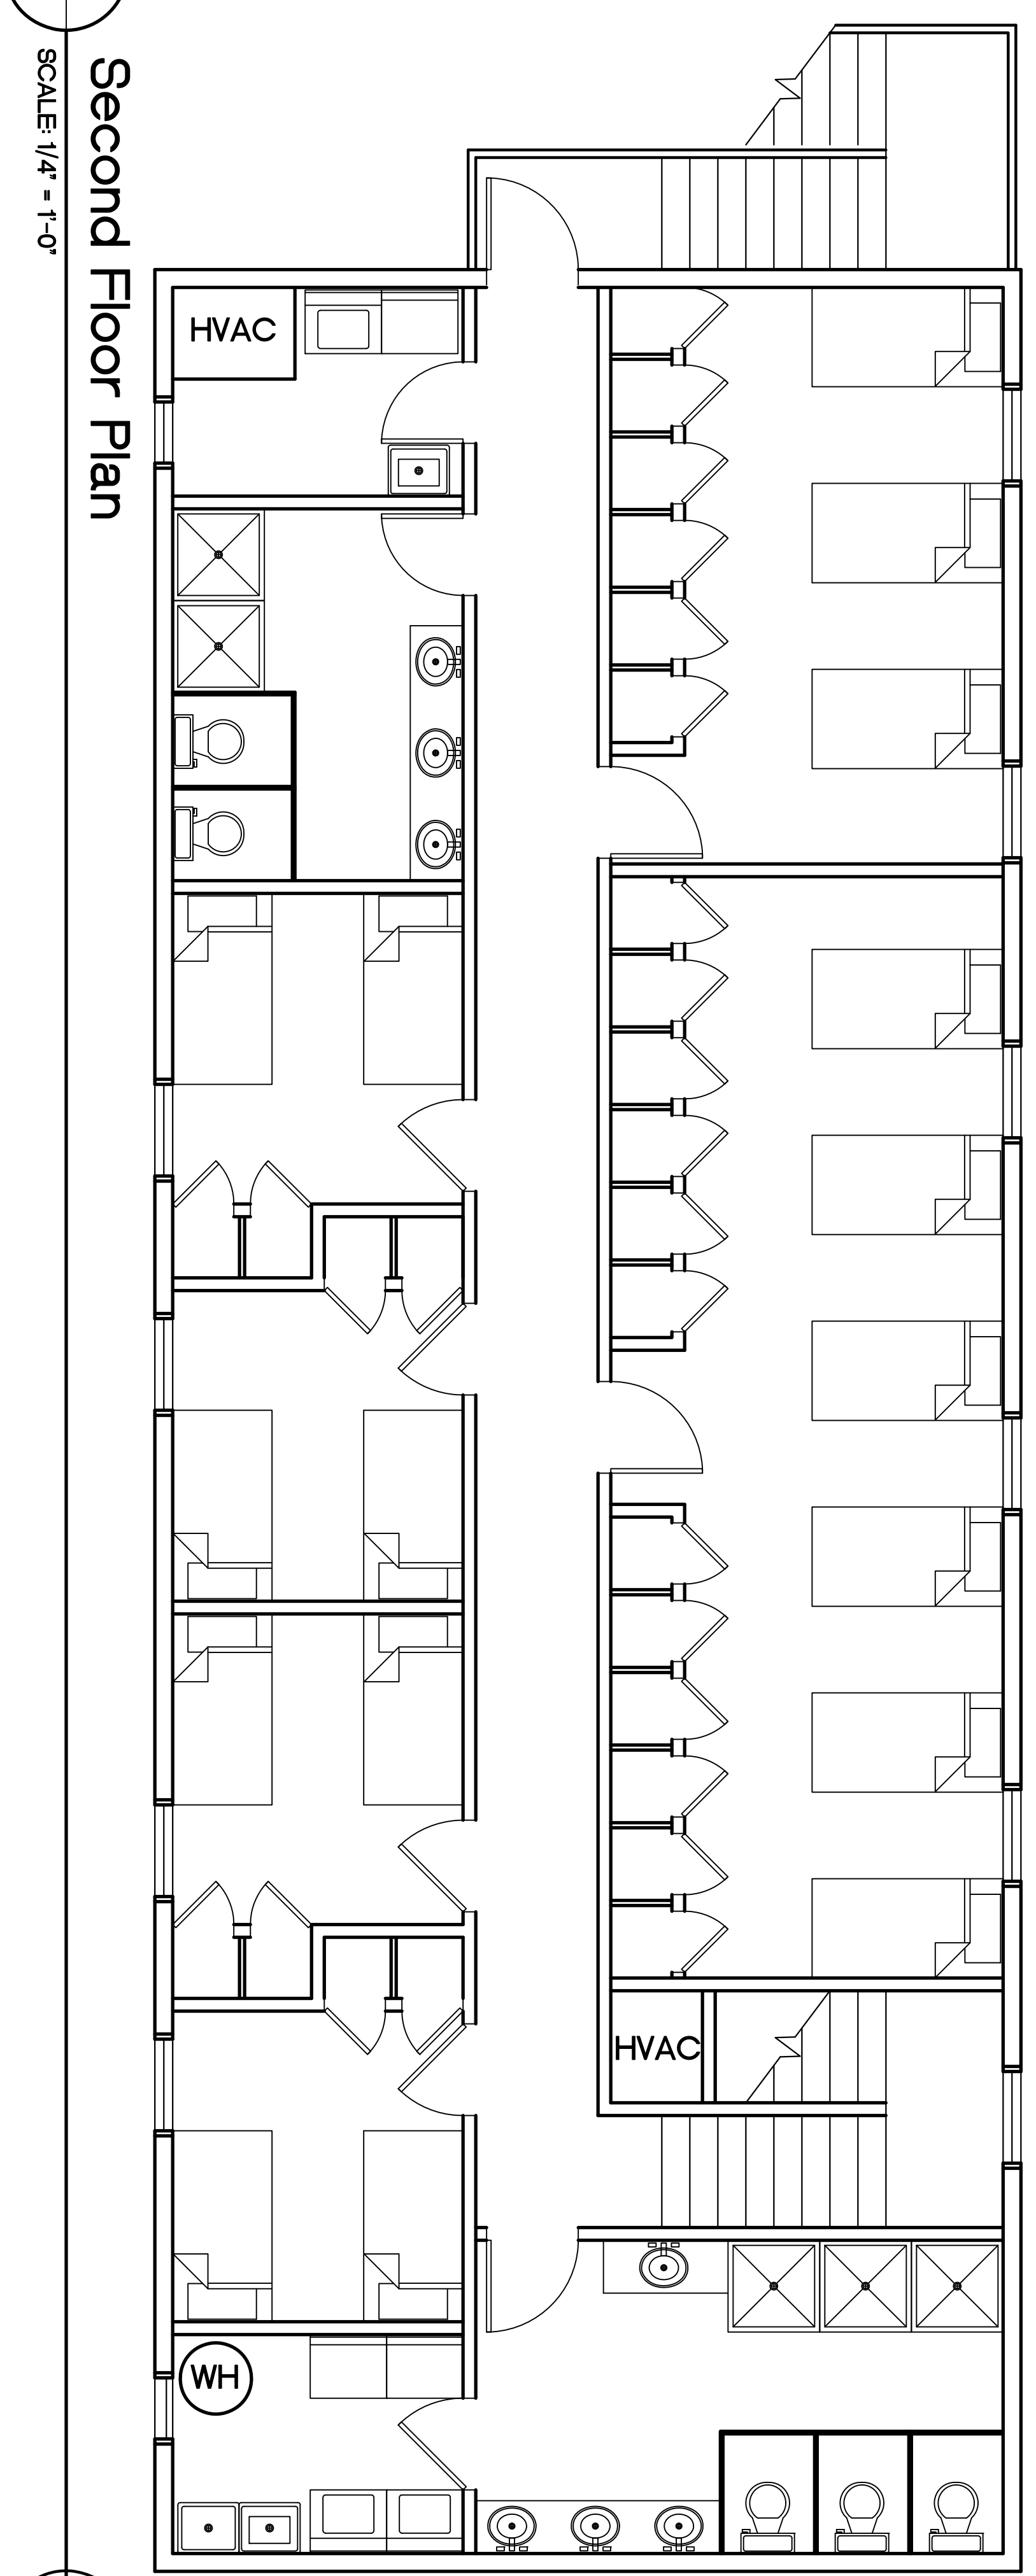 Second Floor Plan
SCALE: 1/4" = 1'-0"
HVAC
HVAC
WH